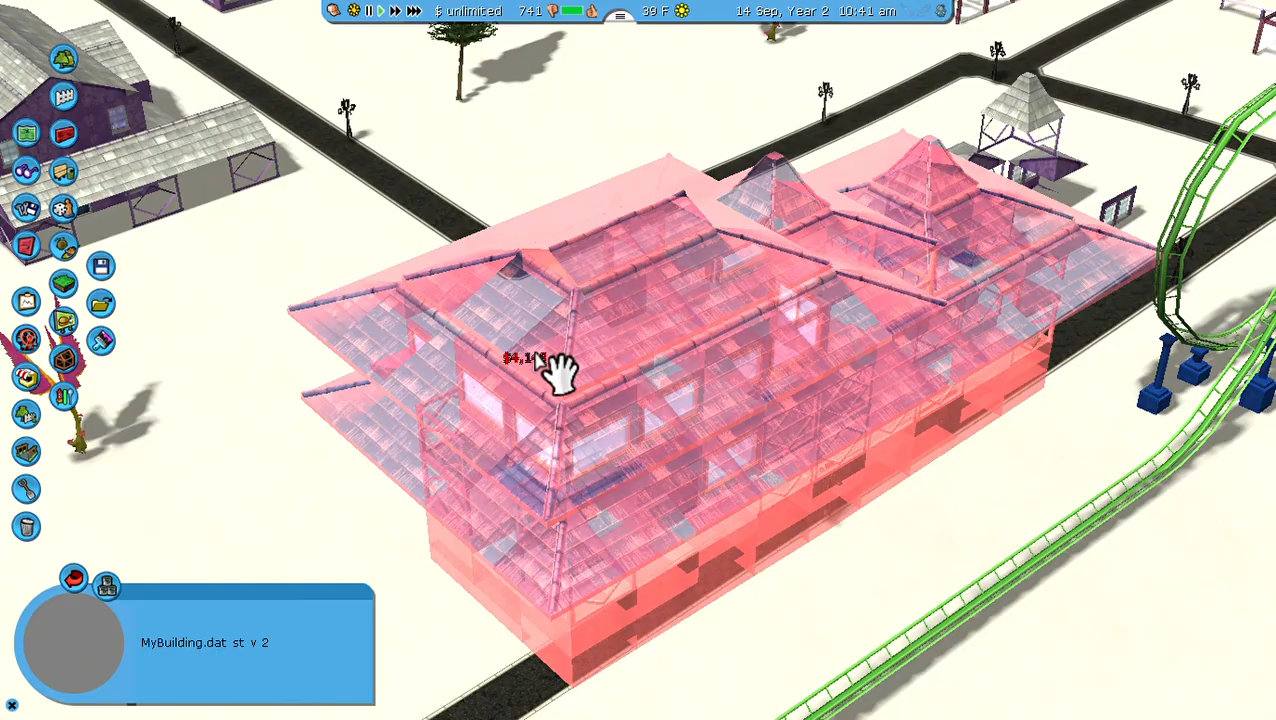 $ unlimited 741 39 F 14 Sep, Year 2 10:41 am
MyBuilding.dat st v 2